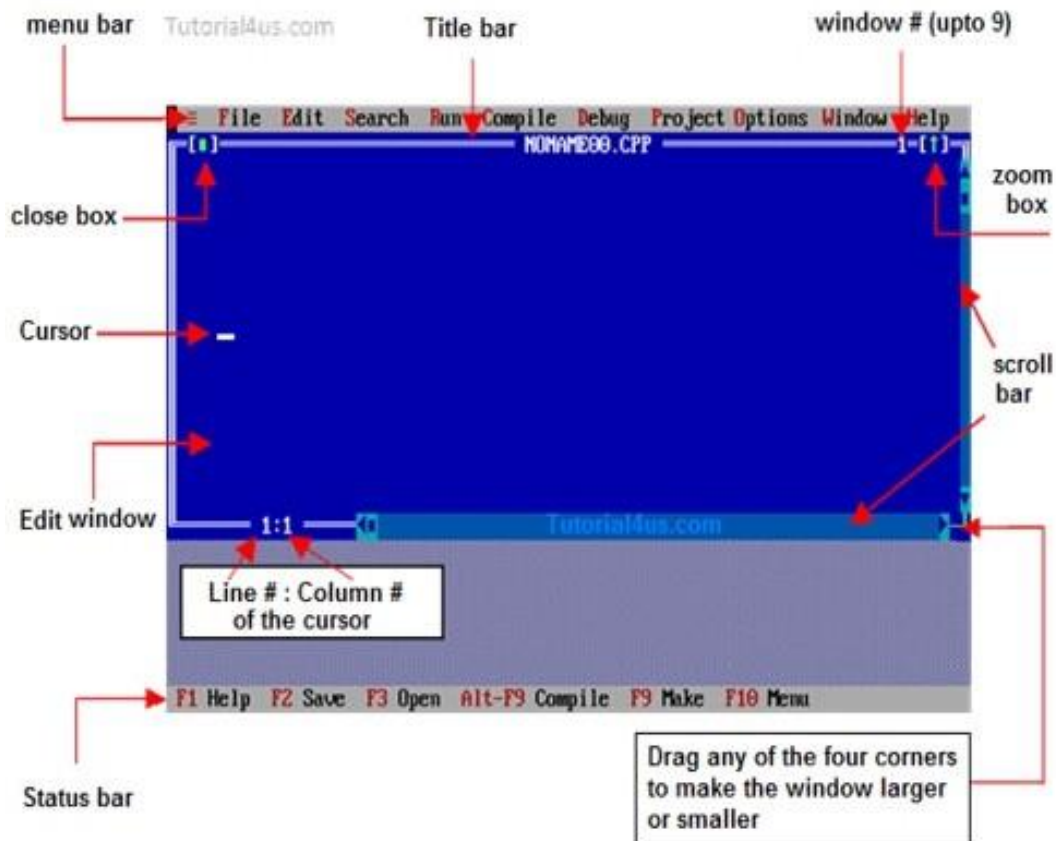 menu bar
Tutorial4us.com
Title bar
window # (upto 9)
≡ File Edit Search Run Compile Debug Project Options Window Help
[▪] NONAME00.CPP 1 [↑]
close box
zoom
box
Cursor
scroll
bar
Edit window
1:1
Tutorial4us.com
Line # : Column #
of the cursor
F1 Help F2 Save F3 Open Alt-F9 Compile F9 Make F10 Menu
Status bar
Drag any of the four corners
to make the window larger
or smaller